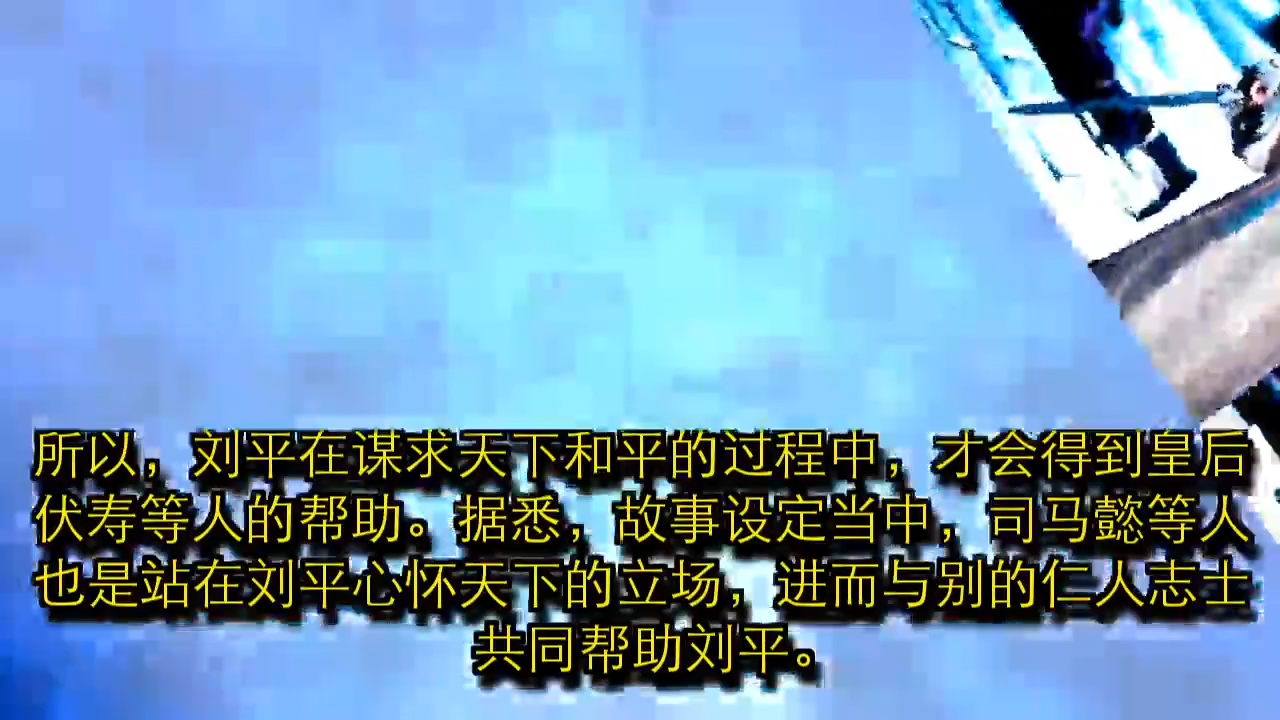 所以，刘平在谋求天下和平的过程中，才会得到皇后
伏寿等人的帮助。据悉，故事设定当中，司马懿等人
也是站在刘平心怀天下的立场，进而与别的仁人志士
共同帮助刘平。